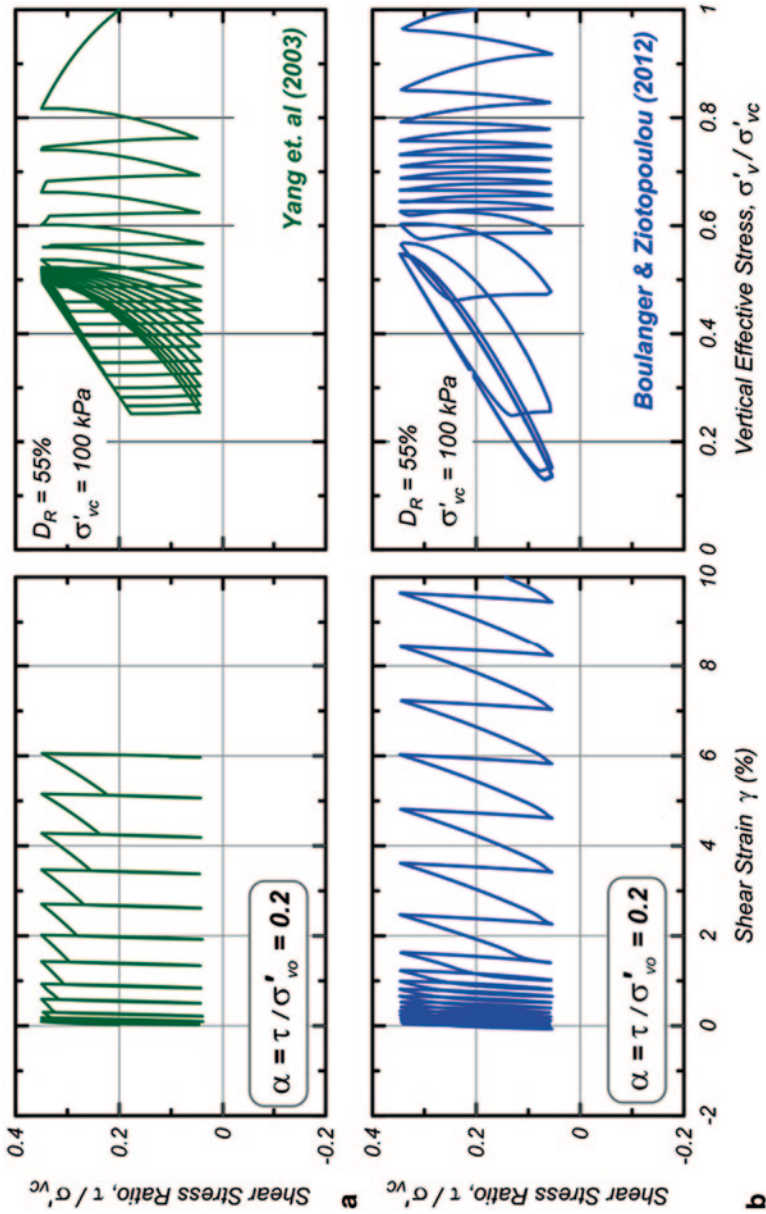 a
Shear Stress Ratio, τ / σ'vc
0.4
0.2
0
-0.2
α = τ / σ'vo = 0.2
DR = 55%
σ'vc = 100 kPa
Yang et. al (2003)
b
Shear Stress Ratio, τ / σ'vc
0.4
0.2
0
-0.2
-2
0
2
4
6
8
10
Shear Strain γ (%)
α = τ / σ'vo = 0.2
DR = 55%
σ'vc = 100 kPa
Boulanger & Ziotopoulou (2012)
0
0.2
0.4
0.6
0.8
1
Vertical Effective Stress, σ'v / σ'vc